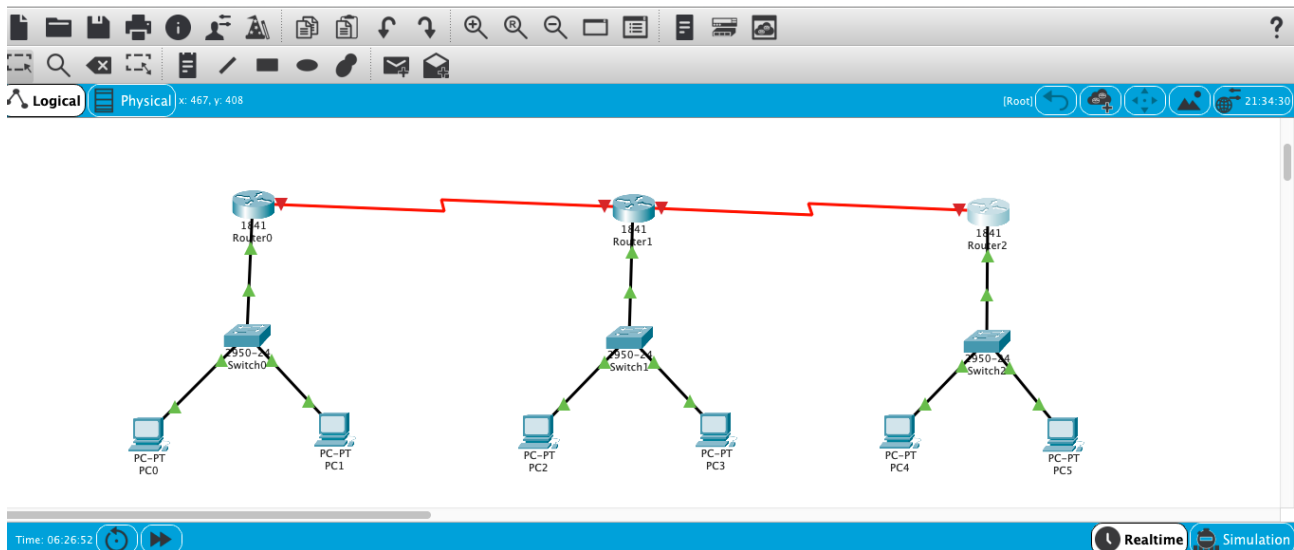 ?
Logical
Physical
x: 467, y: 408
[Root]
21:34:30
1841
Router0
1841
Router1
1841
Router2
2950-24
Switch0
2950-24
Switch1
2950-24
Switch2
PC-PT
PC0
PC-PT
PC1
PC-PT
PC2
PC-PT
PC3
PC-PT
PC4
PC-PT
PC5
Time: 06:26:52
Realtime
Simulation